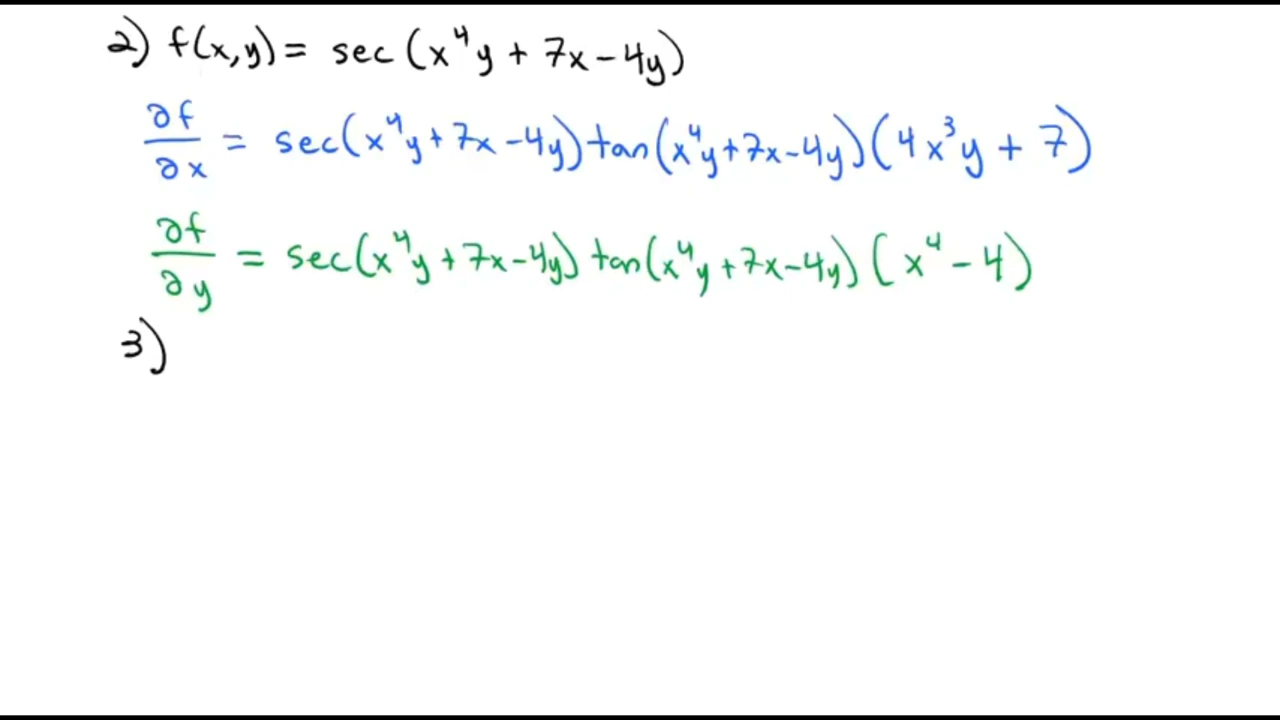 2) f(x,y) = sec(x⁴y + 7x - 4y)
∂f/∂x = sec(x⁴y + 7x - 4y) tan(x⁴y + 7x - 4y) (4x³y + 7)
∂f/∂y = sec(x⁴y + 7x - 4y) tan(x⁴y + 7x - 4y) (x⁴ - 4)
3)